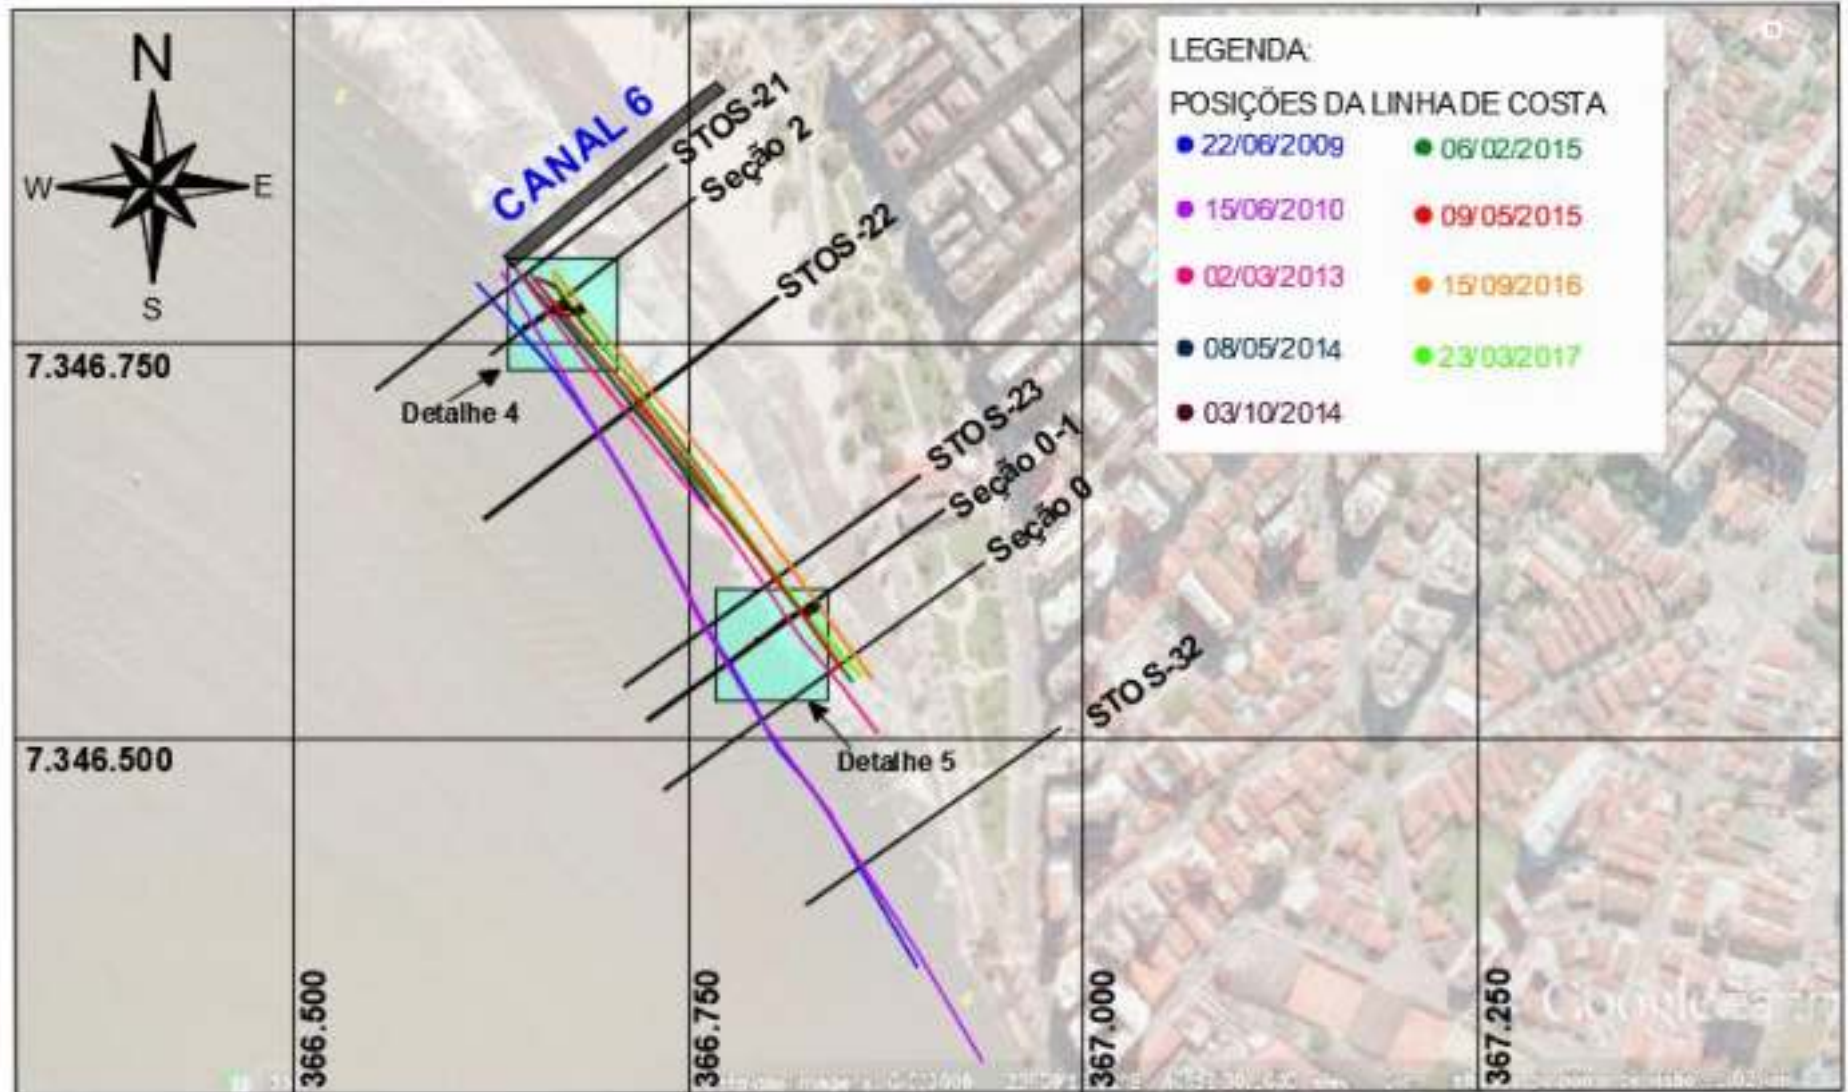 N
W
E
S
CANAL 6
STOS-21
Seção 2
STOS-22
LEGENDA:
POSIÇÕES DA LINHA DE COSTA
22/06/2009
06/02/2015
15/06/2010
09/05/2015
02/03/2013
15/09/2016
08/05/2014
23/03/2017
03/10/2014
7.346.750
Detalhe 4
STOS-23
Seção 0-1
Seção 0
STOS-32
7.346.500
Detalhe 5
366.500
366.750
367.000
367.250
Google earth